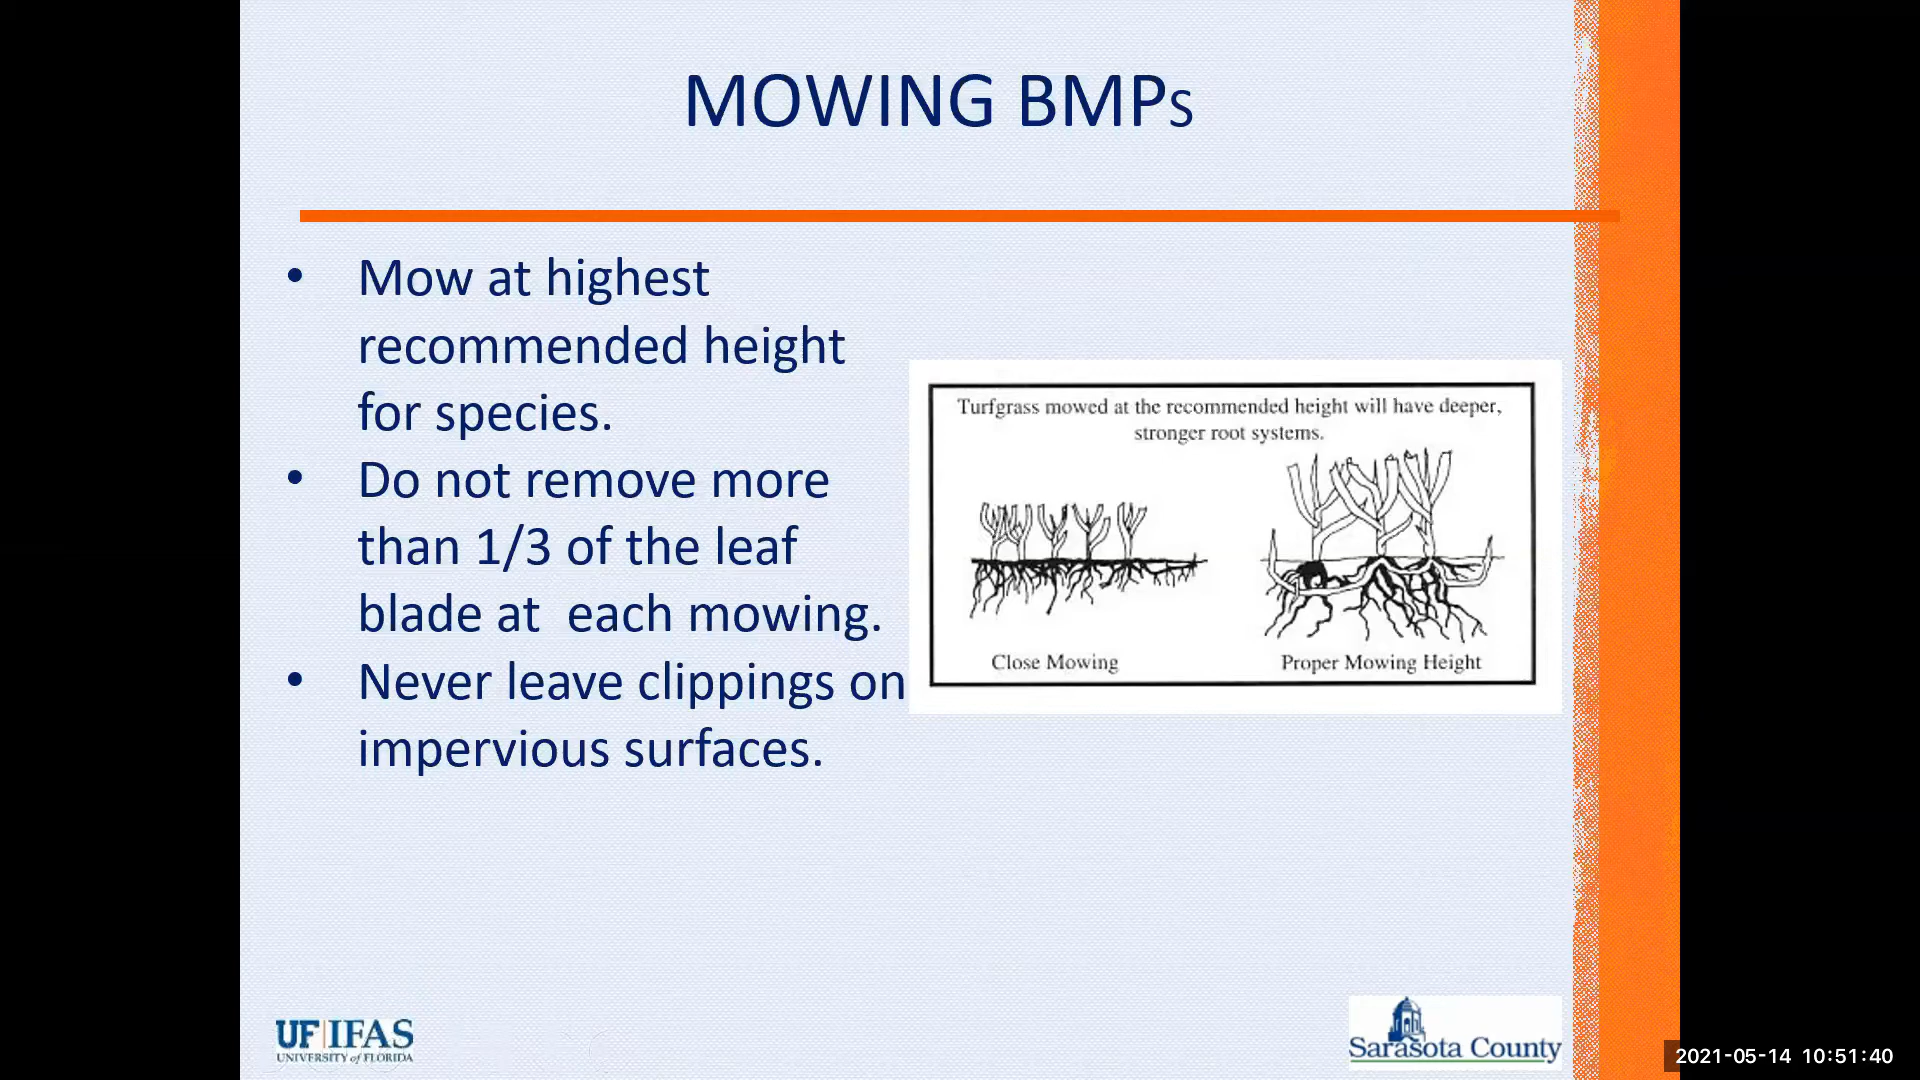 MOWING BMPs
• Mow at highest
recommended height
for species.
• Do not remove more
than 1/3 of the leaf
blade at  each mowing.
• Never leave clippings on
impervious surfaces.
Turfgrass mowed at the recommended height will have deeper,
stronger root systems.
Close Mowing
Proper Mowing Height
UF|IFAS
UNIVERSITY of FLORIDA
Sarasota County
2021-05-14 10:51:40